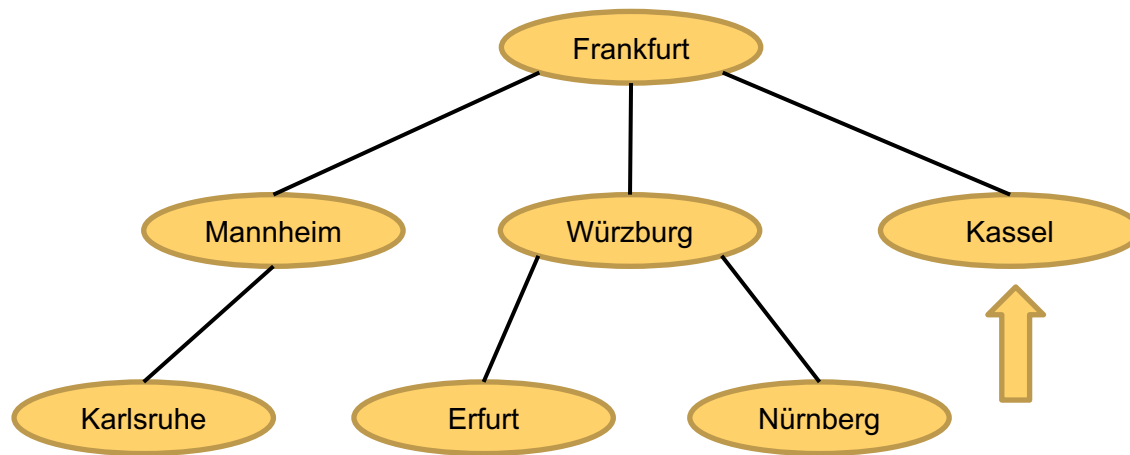 Frankfurt
Mannheim
Würzburg
Kassel
Karlsruhe
Erfurt
Nürnberg